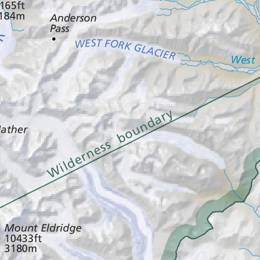 165ft
184m
Anderson
Pass
WEST FORK GLACIER
West
Wilderness boundary
ather
Mount Eldridge
10433ft
3180m